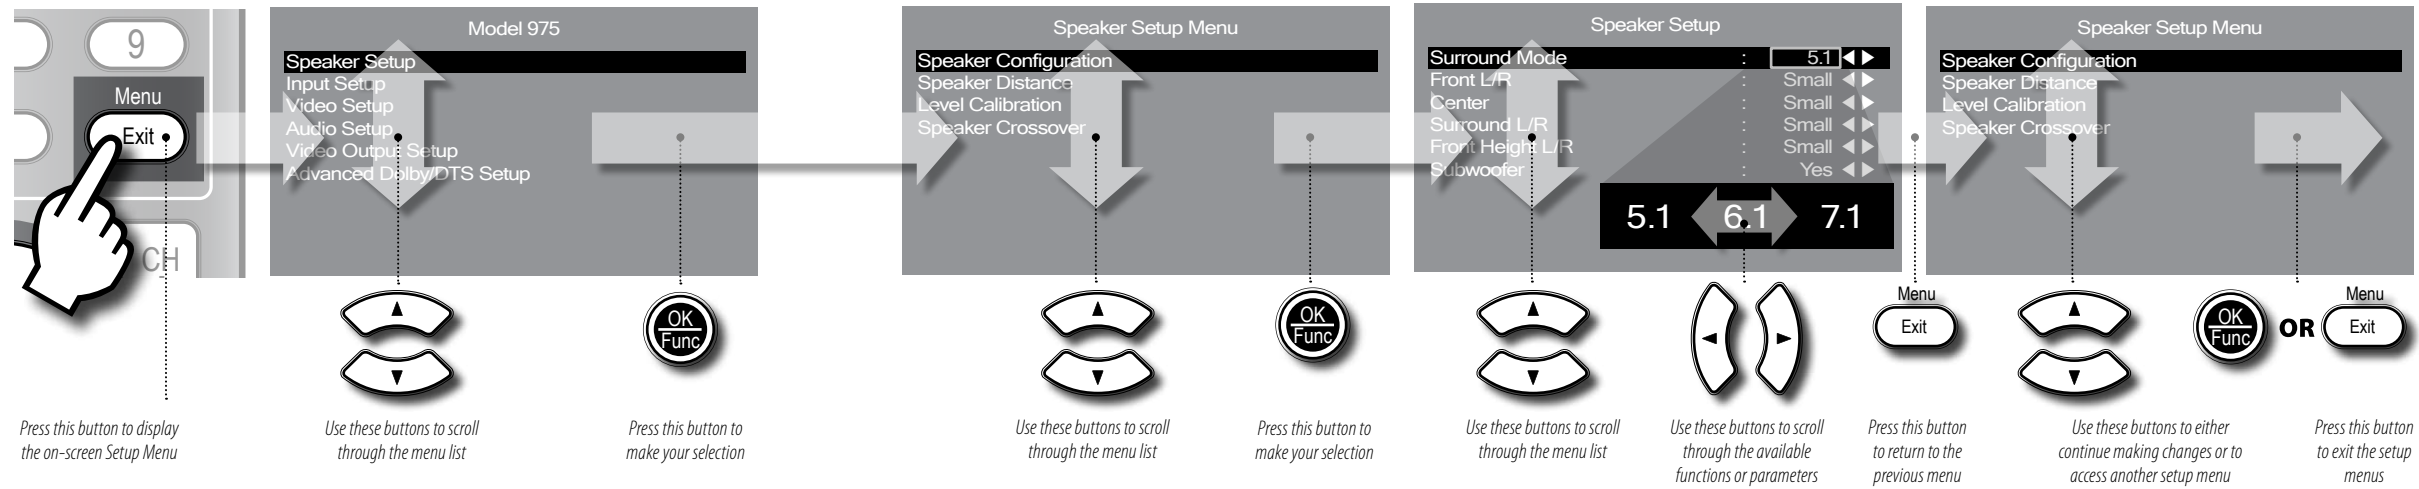 9
Menu
Exit
CH
Press this button to display
the on-screen Setup Menu
Model 975
Speaker Setup
Input Setup
Video Setup
Audio Setup
Video Output Setup
Advanced Dolby/DTS Setup
Use these buttons to scroll
through the menu list
OK
Func
Press this button to
make your selection
Speaker Setup Menu
Speaker Configuration
Speaker Distance
Level Calibration
Speaker Crossover
Use these buttons to scroll
through the menu list
OK
Func
Press this button to
make your selection
Speaker Setup
Surround Mode : 5.1
Front L/R : Small
Center : Small
Surround L/R : Small
Front Height L/R : Small
Subwoofer : Yes
5.1 6.1 7.1
Use these buttons to scroll
through the menu list
Use these buttons to scroll
through the available
functions or parameters
Menu
Exit
Press this button
to return to the
previous menu
Speaker Setup Menu
Speaker Configuration
Speaker Distance
Level Calibration
Speaker Crossover
OK
Func
OR
Menu
Exit
Use these buttons to either
continue making changes or to
access another setup menu
Press this button
to exit the setup
menus